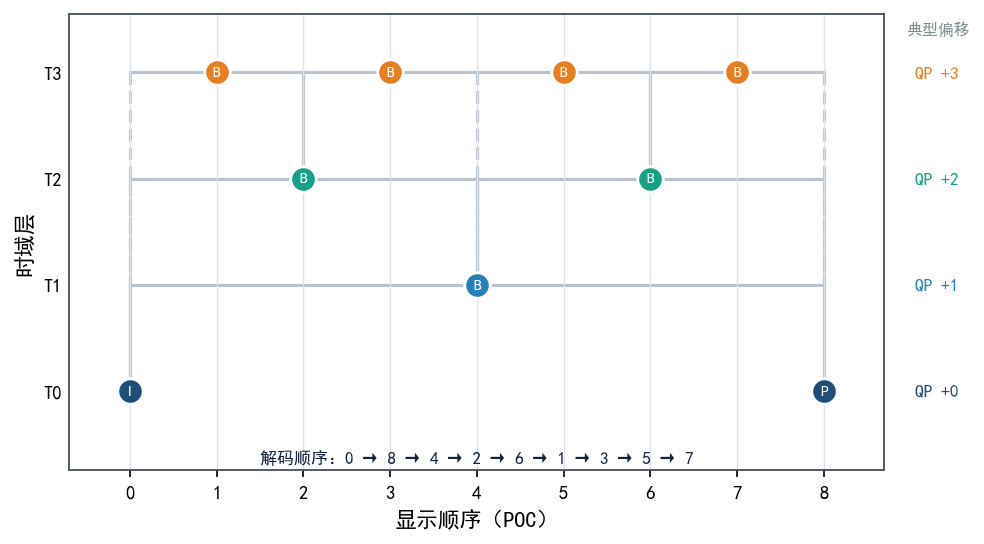 典型偏移
T3 B B B B QP +3
T2 B B QP +2
时域层
T1 B QP +1
T0 I P QP +0
解码顺序：0 → 8 → 4 → 2 → 6 → 1 → 3 → 5 → 7
0 1 2 3 4 5 6 7 8
显示顺序（POC）